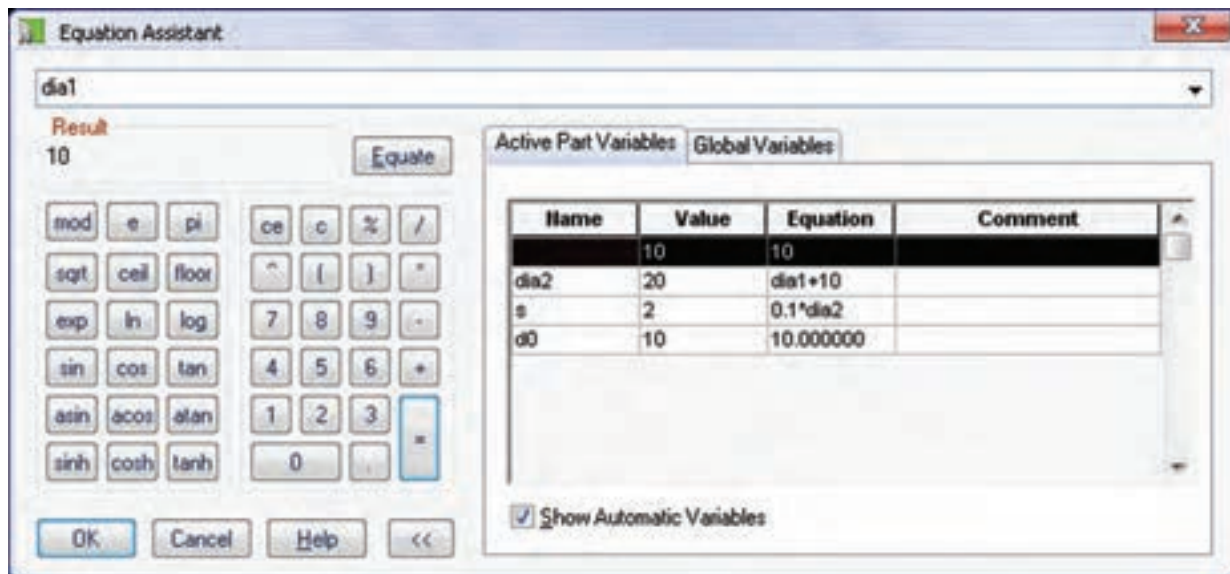 Equation Assistant
dia1
Result
10
Equate
Active Part Variables Global Variables
mod e pi ce c % /
sqrt ceil floor ^ ( ) *
exp ln log 7 8 9 -
sin cos tan 4 5 6 +
asin acos atan 1 2 3 =
sinh cosh tanh 0 .
Name Value Equation Comment
10 10
dia2 20 dia1+10
s 2 0.1*dia2
d0 10 10.000000
Show Automatic Variables
OK Cancel Help <<